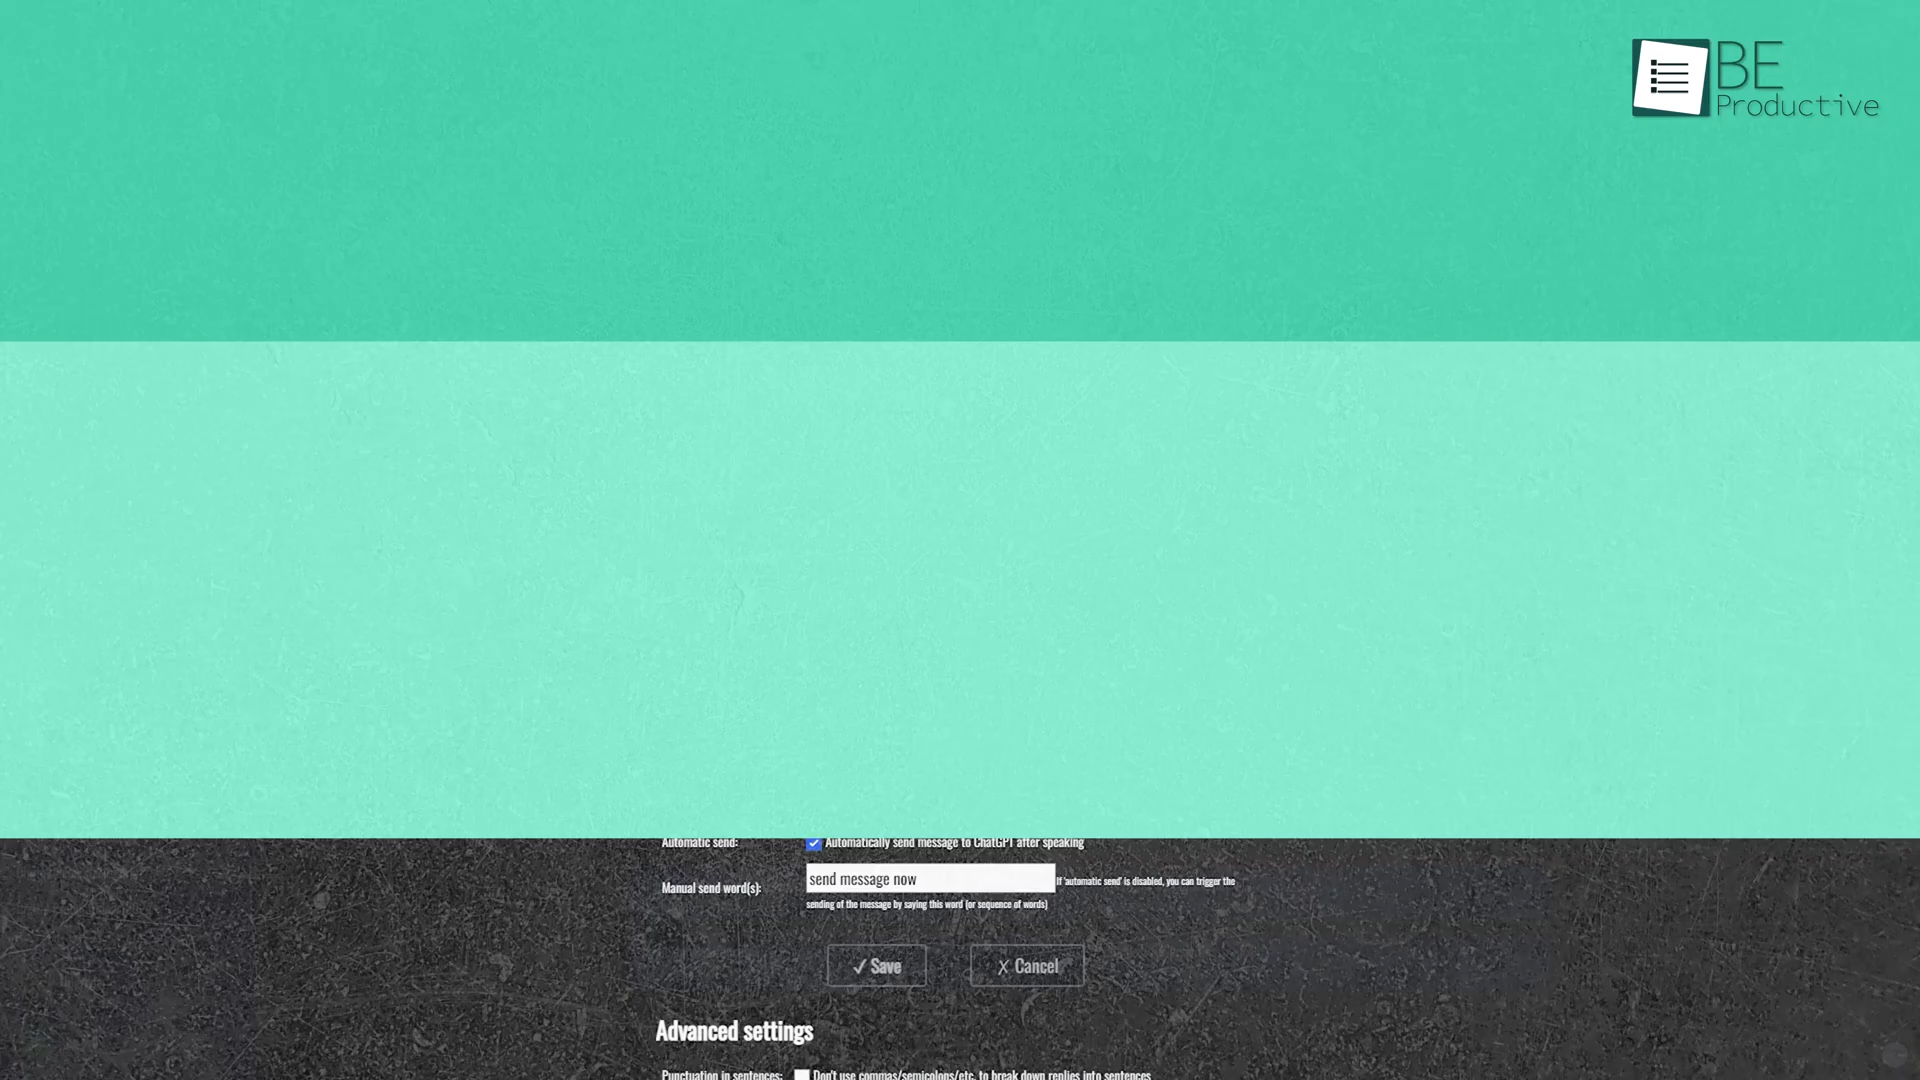 BE
Productive
Automatic send: Automatically send message to ChatGPT after speaking
Manual send word(s): send message now If 'automatic send' is disabled, you can trigger the
sending of the message by saying this word (or sequence of words)
✓ Save X Cancel
Advanced settings
Punctuation in sentences: Don't use commas/semicolons/etc. to break down replies into sentences